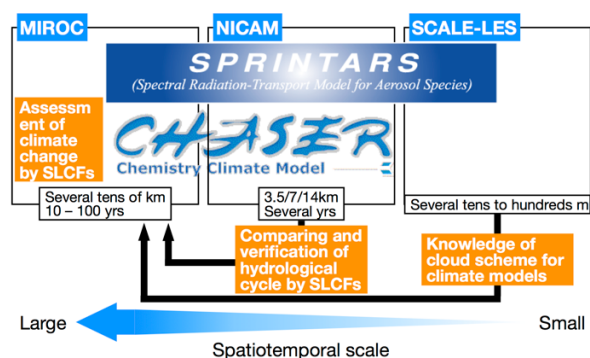 MIROC
NICAM
SCALE-LES
SPRINTARS
(Spectral Radiation-Transport Model for Aerosol Species)
Assessm
ent of
climate
change
by SLCFs
CHASER
Chemistry Climate Model
Several tens of km
10 – 100 yrs
3.5/7/14km
Several yrs
Several tens to hundreds m
Comparing and
verification of
hydrological
cycle by SLCFs
Knowledge of
cloud scheme for
climate models
Large
Small
Spatiotemporal scale